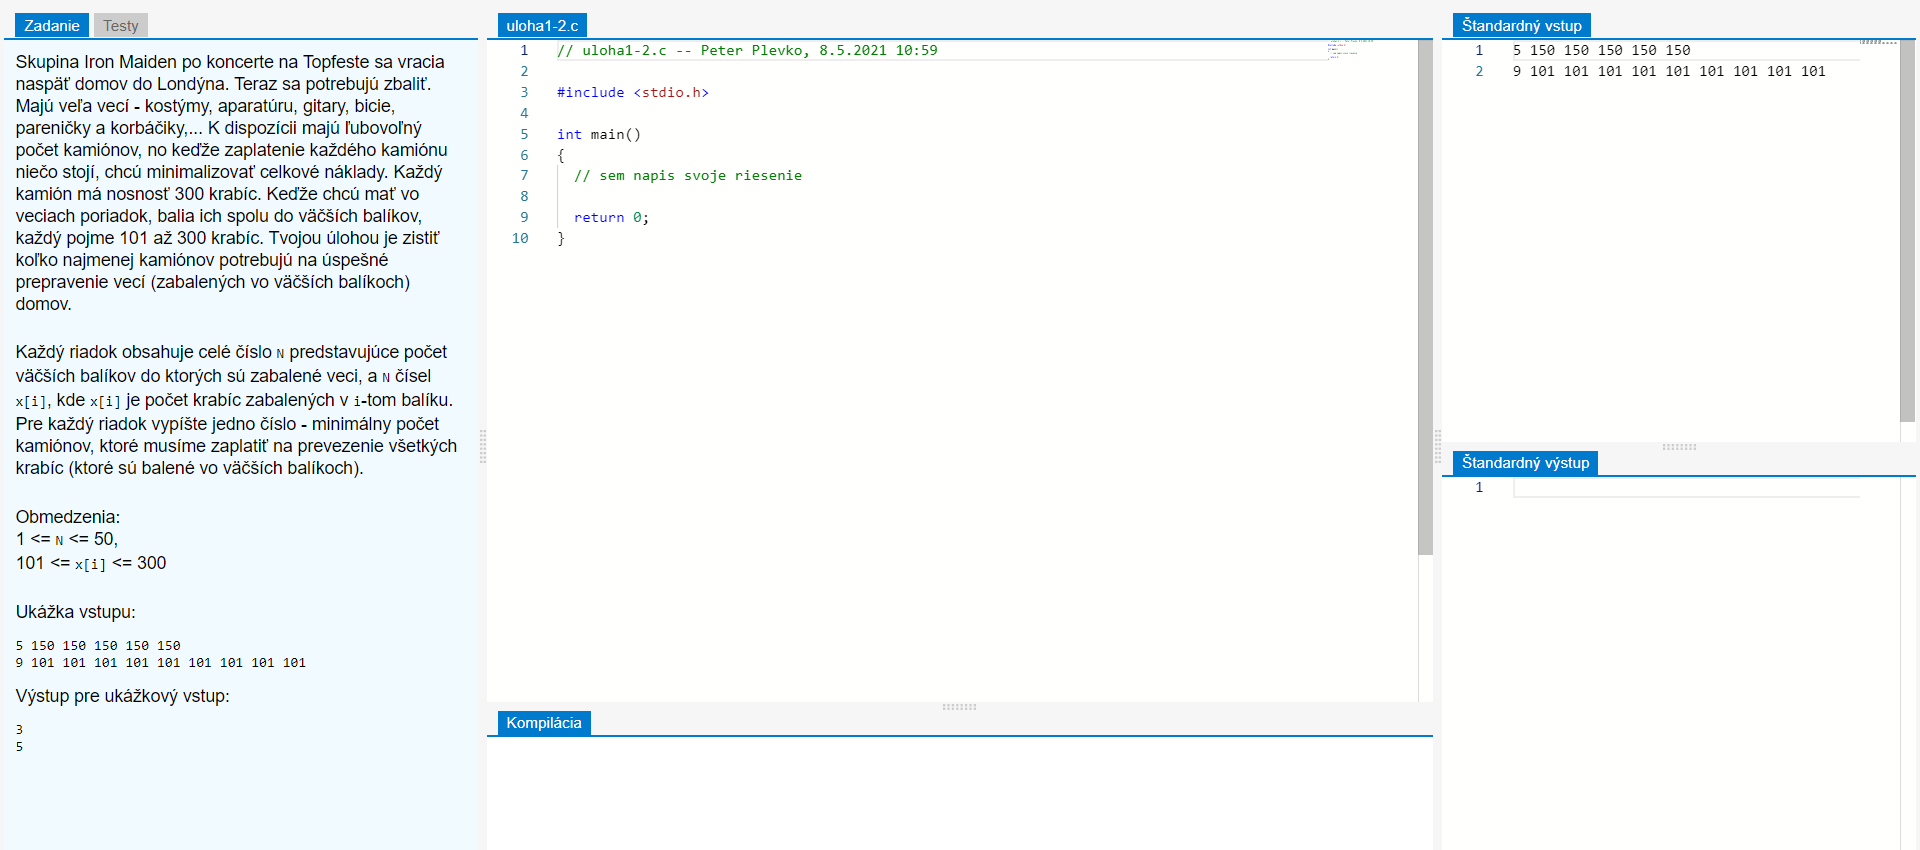 Zadanie
Testy
Skupina Iron Maiden po koncerte na Topfeste sa vracia
naspäť domov do Londýna. Teraz sa potrebujú zbaliť.
Majú veľa vecí - kostýmy, aparatúru, gitary, bicie,
pareničky a korbáčiky,... K dispozícii majú ľubovoľný
počet kamiónov, no keďže zaplatenie každého kamiónu
niečo stojí, chcú minimalizovať celkové náklady. Každý
kamión má nosnosť 300 krabíc. Keďže chcú mať vo
veciach poriadok, balia ich spolu do väčších balíkov,
každý pojme 101 až 300 krabíc. Tvojou úlohou je zistiť
koľko najmenej kamiónov potrebujú na úspešné
prepravenie vecí (zabalených vo väčších balíkoch)
domov.
Každý riadok obsahuje celé číslo N predstavujúce počet
väčších balíkov do ktorých sú zabalené veci, a N čísel
x[i], kde x[i] je počet krabíc zabalených v i-tom balíku.
Pre každý riadok vypíšte jedno číslo - minimálny počet
kamiónov, ktoré musíme zaplatiť na prevezenie všetkých
krabíc (ktoré sú balené vo väčších balíkoch).
Obmedzenia:
1 <= N <= 50,
101 <= x[i] <= 300
Ukážka vstupu:
5 150 150 150 150 150
9 101 101 101 101 101 101 101 101 101
Výstup pre ukážkový vstup:
3
5
uloha1-2.c
1 // uloha1-2.c -- Peter Plevko, 8.5.2021 10:59
2
3 #include <stdio.h>
4
5 int main()
6 {
7 // sem napis svoje riesenie
8
9 return 0;
10 }
Kompilácia
Štandardný vstup
1 5 150 150 150 150 150
2 9 101 101 101 101 101 101 101 101 101
Štandardný výstup
1